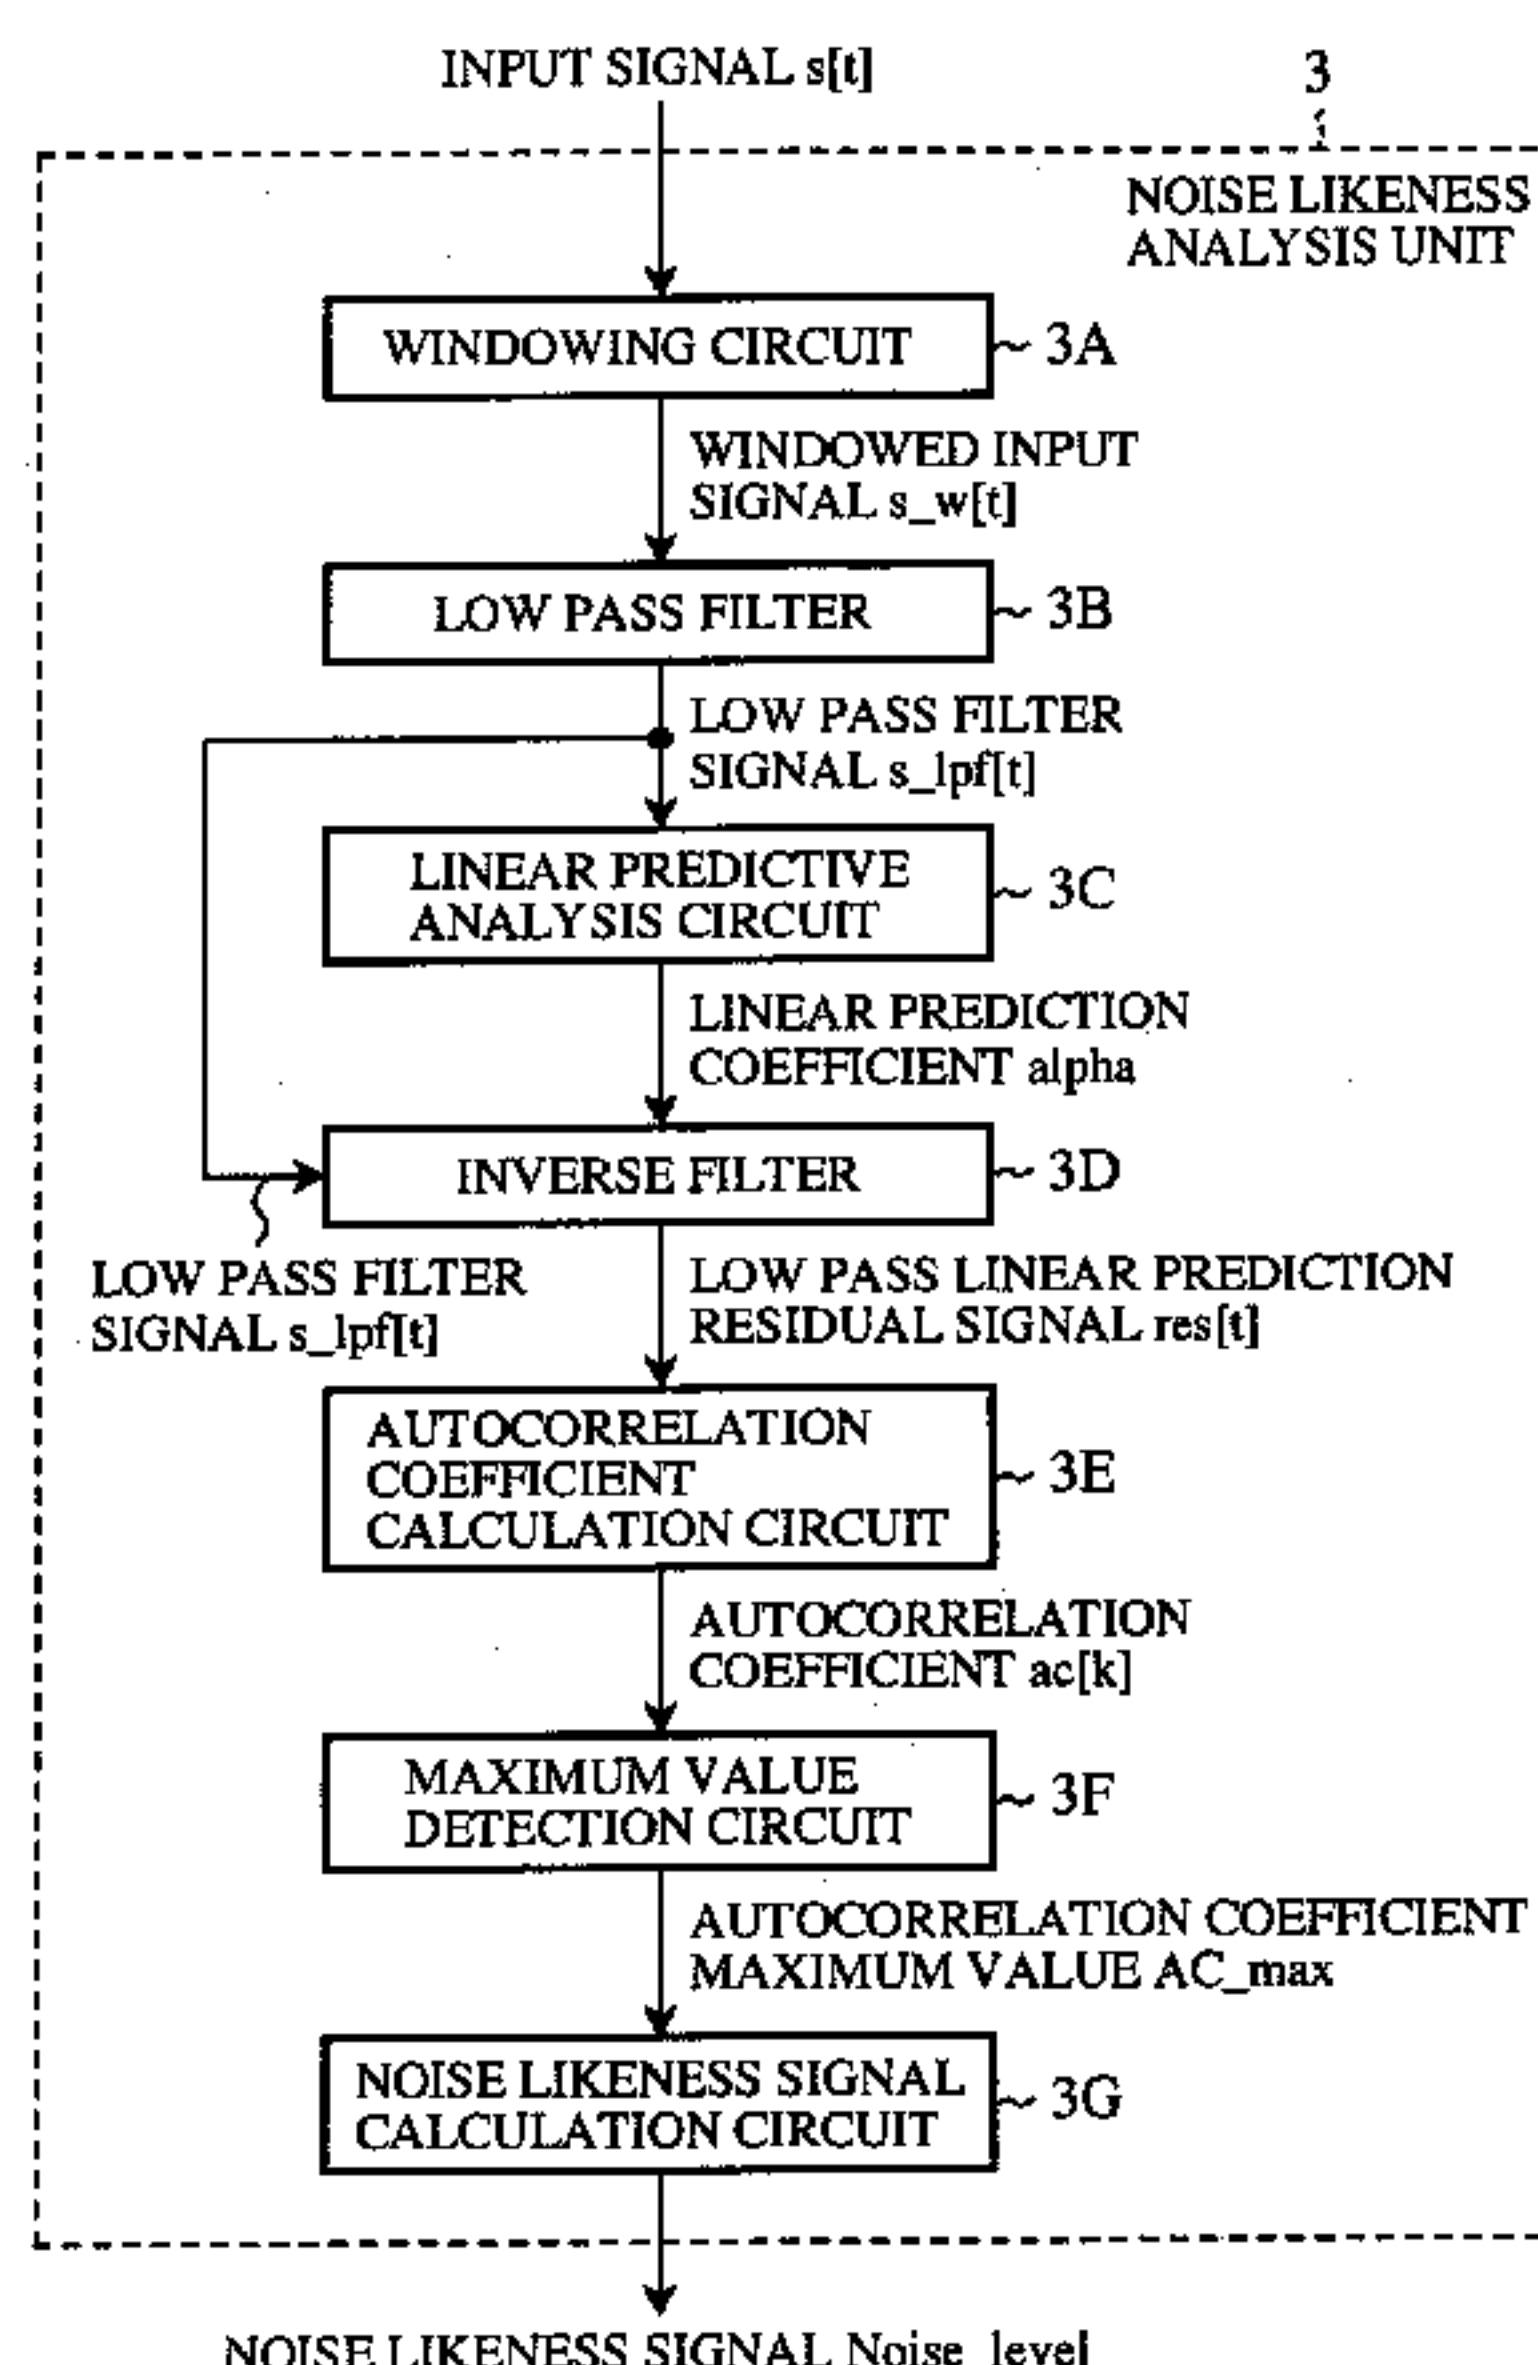 INPUT SIGNAL s[t]
3
NOISE LIKENESS
ANALYSIS UNIT
WINDOWING CIRCUIT
3A
WINDOWED INPUT
SIGNAL s_w[t]
LOW PASS FILTER
3B
LOW PASS FILTER
SIGNAL s_lpf[t]
LINEAR PREDICTIVE
ANALYSIS CIRCUIT
3C
LINEAR PREDICTION
COEFFICIENT alpha
INVERSE FILTER
3D
LOW PASS FILTER
SIGNAL s_lpf[t]
LOW PASS LINEAR PREDICTION
RESIDUAL SIGNAL res[t]
AUTOCORRELATION
COEFFICIENT
CALCULATION CIRCUIT
3E
AUTOCORRELATION
COEFFICIENT ac[k]
MAXIMUM VALUE
DETECTION CIRCUIT
3F
AUTOCORRELATION COEFFICIENT
MAXIMUM VALUE AC_max
NOISE LIKENESS SIGNAL
CALCULATION CIRCUIT
3G
NOISE LIKENESS SIGNAL Noise_level